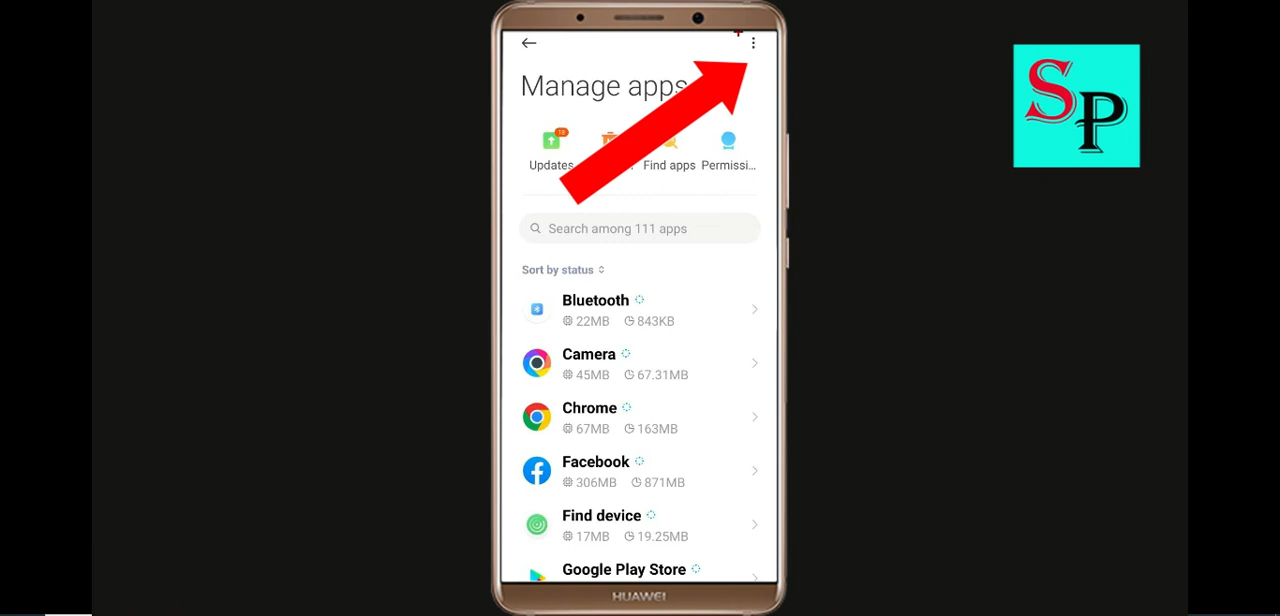 Manage apps
18
Updates
Find apps
Permissi...
Search among 111 apps
Sort by status
Bluetooth
22MB 843KB
Camera
45MB 67.31MB
Chrome
67MB 163MB
Facebook
306MB 871MB
Find device
17MB 19.25MB
Google Play Store
HUAWEI
SP